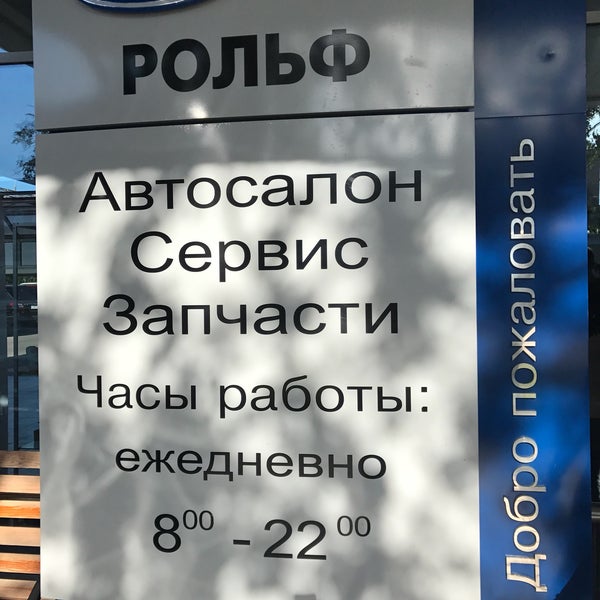 РОЛЬФ
Автосалон
Сервис
Запчасти
Часы работы:
ежедневно
8⁰⁰ - 22⁰⁰
Добро пожаловать